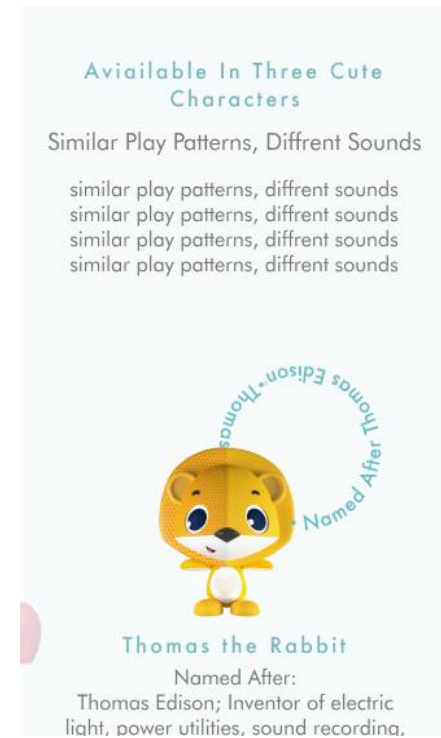 Aviailable In Three Cute
Characters
Similar Play Patterns, Diffrent Sounds
similar play patterns, diffrent sounds
similar play patterns, diffrent sounds
similar play patterns, diffrent sounds
similar play patterns, diffrent sounds
• Named After Thomas Edison • Thomas
Thomas the Rabbit
Named After:
Thomas Edison; Inventor of electric
light, power utilities, sound recording,